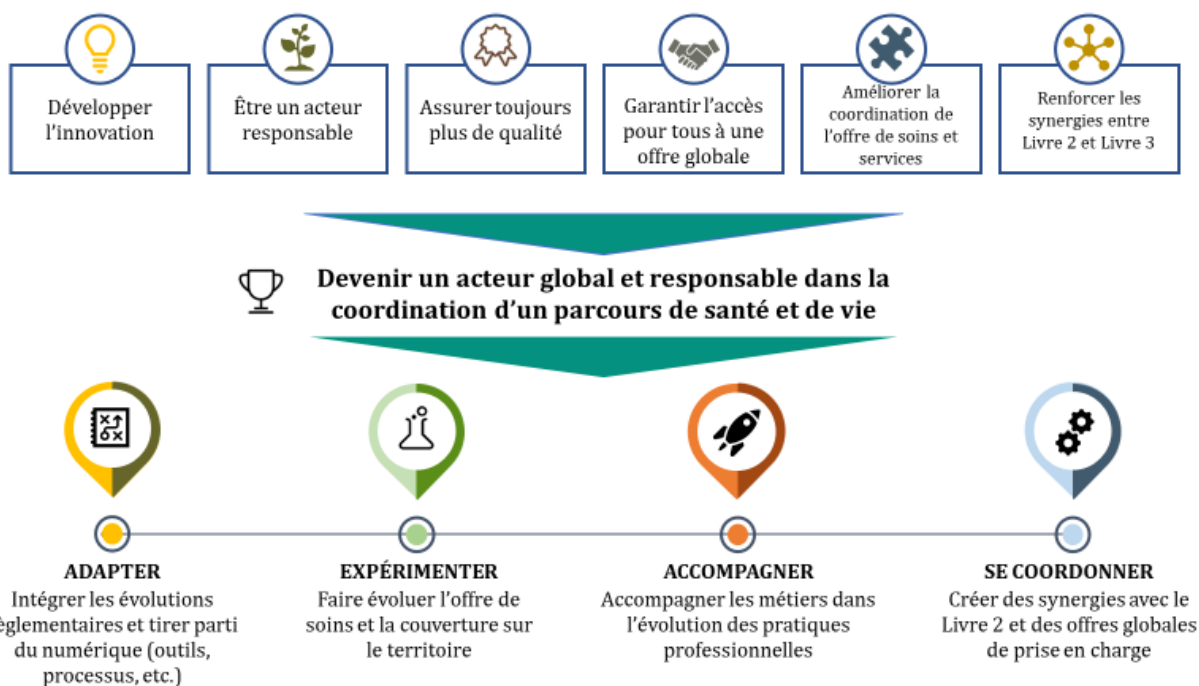 Développer
l'innovation
Être un acteur
responsable
Assurer toujours
plus de qualité
Garantir l'accès
pour tous à une
offre globale
Améliorer la
coordination de
l'offre de soins et
services
Renforcer les
synergies entre
Livre 2 et Livre 3
Devenir un acteur global et responsable dans la
coordination d'un parcours de santé et de vie
ADAPTER
Intégrer les évolutions
èglementaires et tirer parti
du numérique (outils,
processus, etc.)
EXPÉRIMENTER
Faire évoluer l'offre de
soins et la couverture sur
le territoire
ACCOMPAGNER
Accompagner les métiers dans
l'évolution des pratiques
professionnelles
SE COORDONNER
Créer des synergies avec le
Livre 2 et des offres globales
de prise en charge